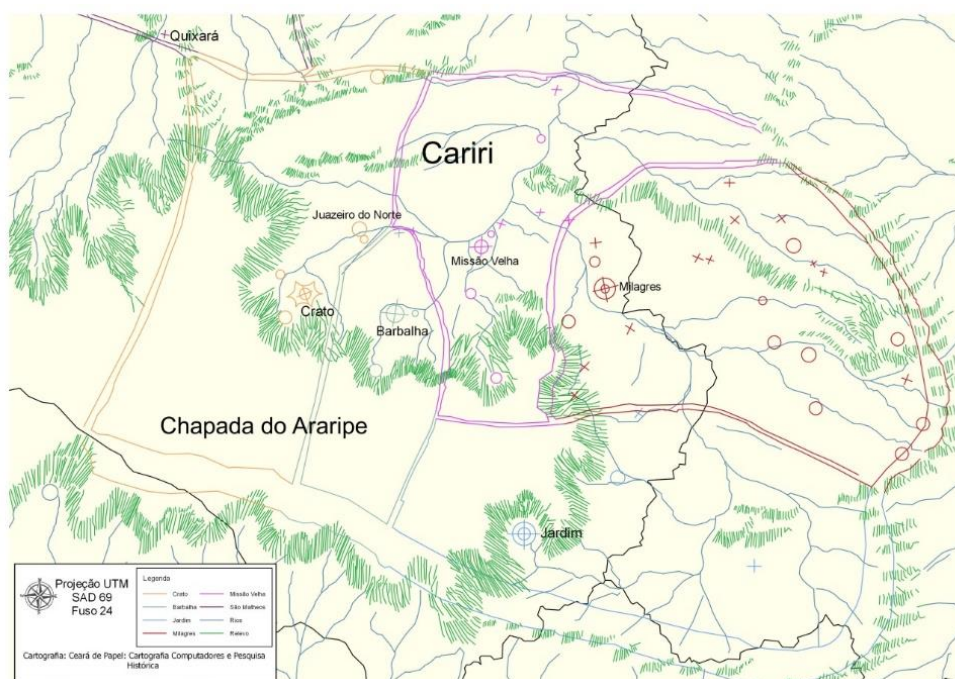 Quixará
Cariri
Juazeiro do Norte
Missão Velha
Milagres
Crato
Barbalha
Chapada do Araripe
Jardim
Projeção UTM
SAD 69
Fuso 24
Legenda
Crato
Barbalha
Jardim
Milagres
Missão Velha
São Matheos
Rios
Relevo
Cartografia: Ceará de Papel: Cartografia Computadores e Pesquisa
Histórica